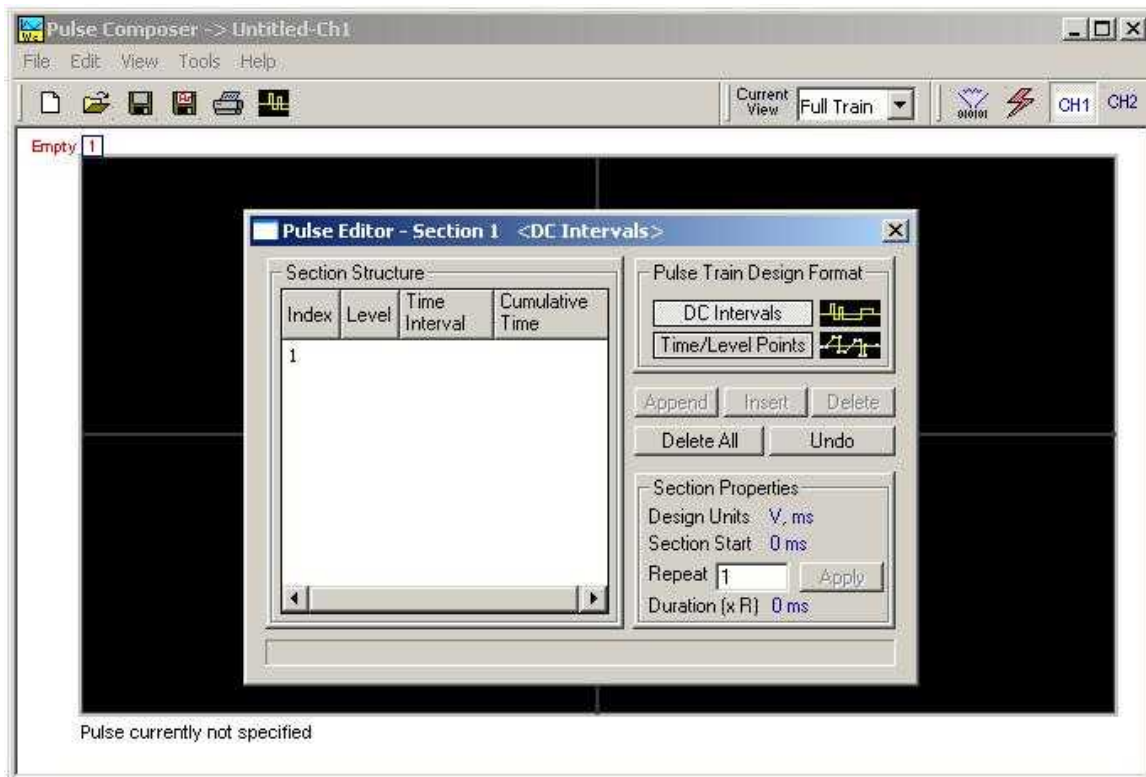 Pulse Composer -> Untitled-Ch1
File Edit View Tools Help
Current View Full Train 010101 CH1 CH2
Empty 1
Pulse Editor - Section 1 <DC Intervals>
Section Structure
Index Level Time Interval Cumulative Time
1
Pulse Train Design Format
DC Intervals
Time/Level Points
Append Insert Delete
Delete All Undo
Section Properties
Design Units V, ms
Section Start 0 ms
Repeat 1 Apply
Duration (x R) 0 ms
Pulse currently not specified